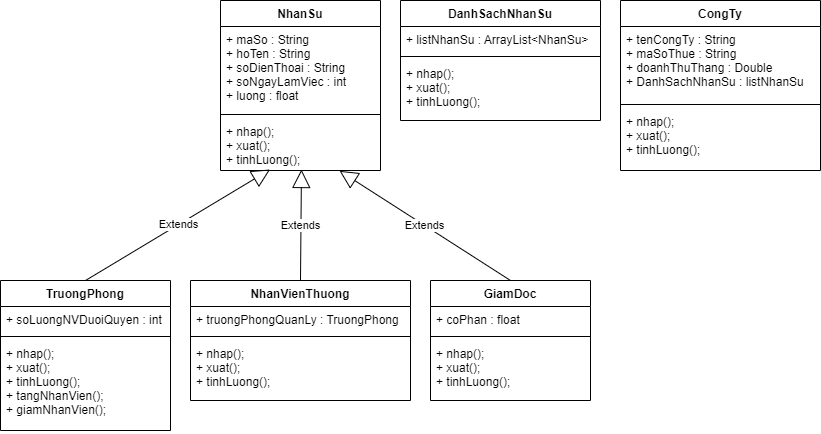 NhanSu
+ maSo : String
+ hoTen : String
+ soDienThoai : String
+ soNgayLamViec : int
+ luong : float
+ nhap();
+ xuat();
+ tinhLuong();
DanhSachNhanSu
+ listNhanSu : ArrayList<NhanSu>
+ nhap();
+ xuat();
+ tinhLuong();
CongTy
+ tenCongTy : String
+ maSoThue : String
+ doanhThuThang : Double
+ DanhSachNhanSu : listNhanSu
+ nhap();
+ xuat();
+ tinhLuong();
Extends
Extends
Extends
TruongPhong
+ soLuongNVDuoiQuyen : int
+ nhap();
+ xuat();
+ tinhLuong();
+ tangNhanVien();
+ giamNhanVien();
NhanVienThuong
+ truongPhongQuanLy : TruongPhong
+ nhap();
+ xuat();
+ tinhLuong();
GiamDoc
+ coPhan : float
+ nhap();
+ xuat();
+ tinhLuong();